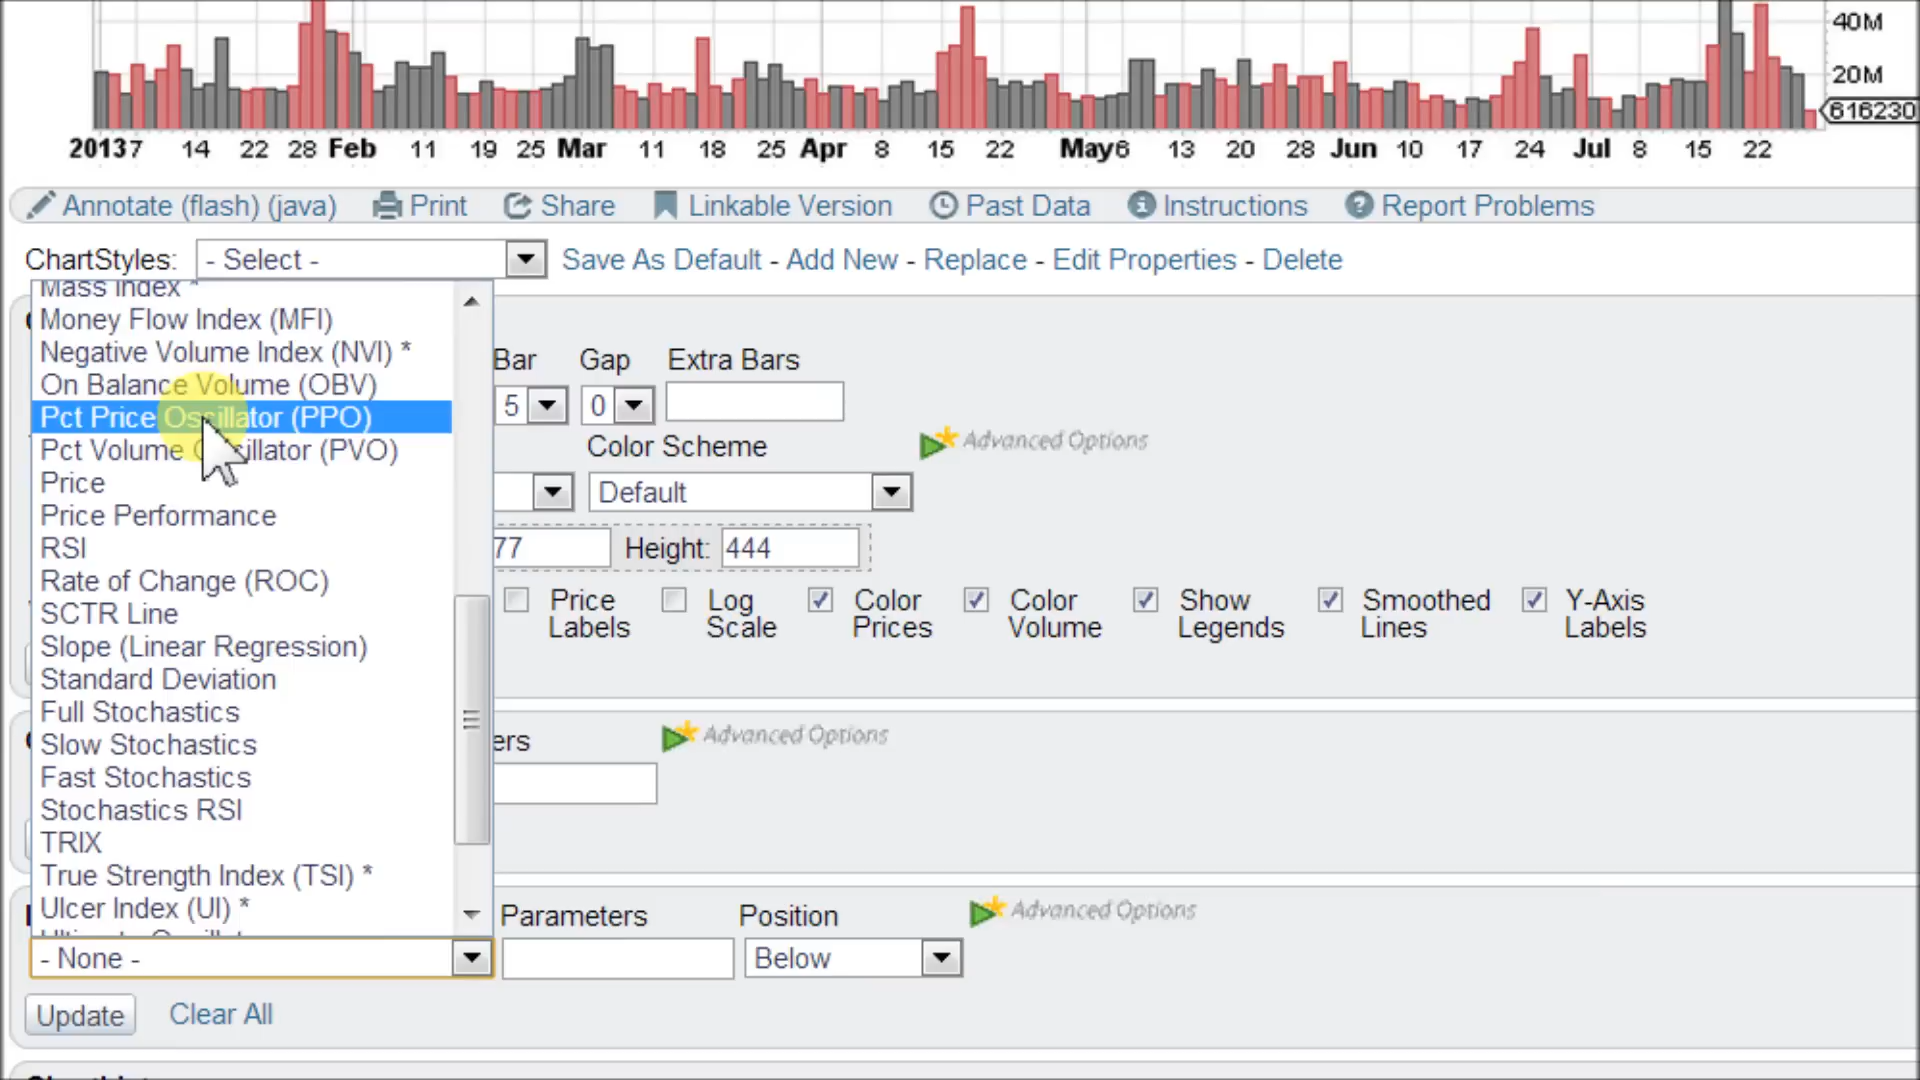 40M
20M
616230
2013 7 14 22 28 Feb 11 19 25 Mar 11 18 25 Apr 8 15 22 May 6 13 20 28 Jun 10 17 24 Jul 8 15 22
Annotate (flash) (java) Print Share Linkable Version Past Data Instructions Report Problems
ChartStyles: - Select - Save As Default - Add New - Replace - Edit Properties - Delete
Mass Index *
Money Flow Index (MFI)
Negative Volume Index (NVI) *
Bar Gap Extra Bars
On Balance Volume (OBV)
5 0
Pct Price Oscillator (PPO)
Pct Volume Oscillator (PVO)
Color Scheme Advanced Options
Price
Default
Price Performance
RSI
77 Height: 444
Rate of Change (ROC)
SCTR Line
Price Labels Log Scale Color Prices Color Volume Show Legends Smoothed Lines Y-Axis Labels
Slope (Linear Regression)
Standard Deviation
Full Stochastics
Slow Stochastics
ers Advanced Options
Fast Stochastics
Stochastics RSI
TRIX
True Strength Index (TSI) *
Ulcer Index (UI) *
Parameters Position Advanced Options
- None - Below
Update Clear All